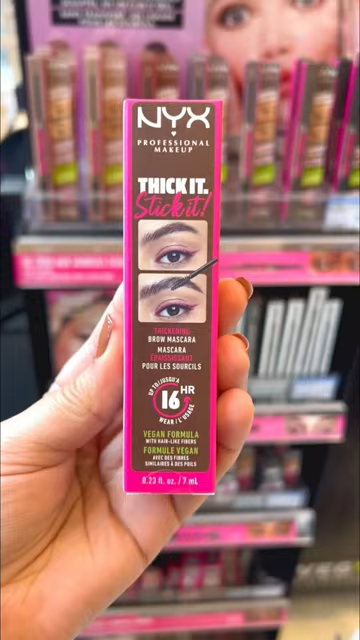 NYX
PROFESSIONAL
MAKEUP
THICK IT.
Stick it!
THICKENING
BROW MASCARA
MASCARA
ÉPAISSISSANT
POUR LES SOURCILS
UP TO/JUSQU'À
16 HR
WEAR/L'USAGE
VEGAN FORMULA
WITH HAIR-LIKE FIBERS
FORMULE VEGAN
AVEC DES FIBRES
SIMILAIRES À DES POILS
0.23 fl. oz. / 7 mL